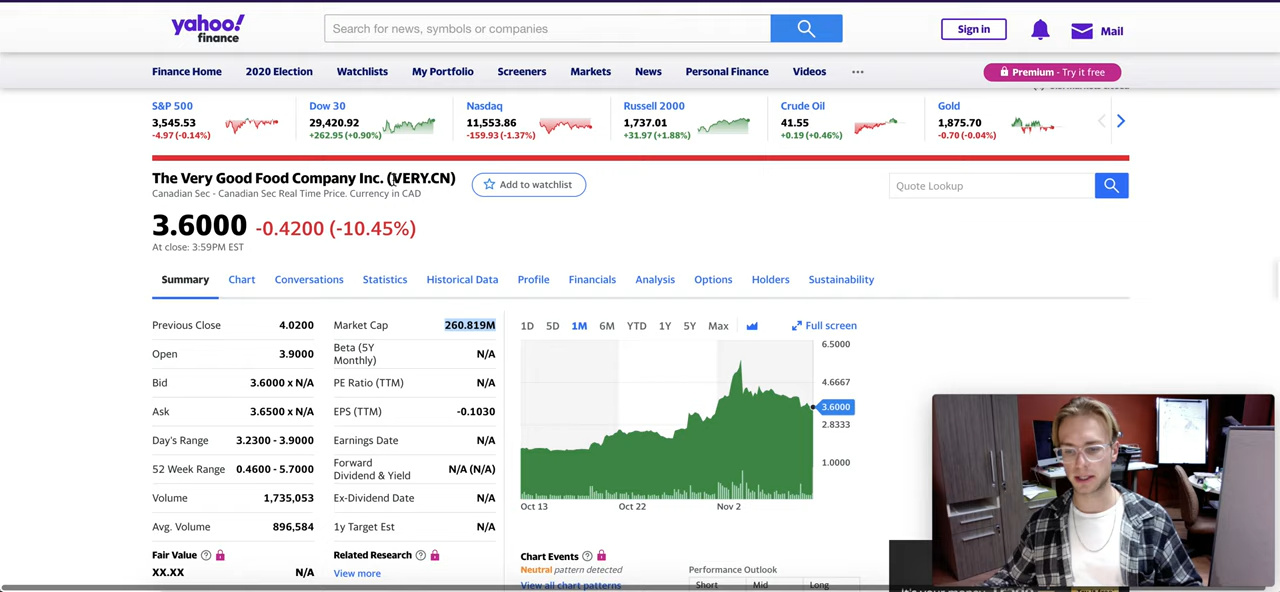 yahoo!
finance
Search for news, symbols or companies
Sign in
Mail
Finance Home 2020 Election Watchlists My Portfolio Screeners Markets News Personal Finance Videos ...
Premium - Try it free
S&P 500 Dow 30 Nasdaq Russell 2000 Crude Oil Gold
3,545.53 29,420.92 11,553.86 1,737.01 41.55 1,875.70
-4.97 (-0.14%) +262.95 (+0.90%) -159.93 (-1.37%) +31.97 (+1.88%) +0.19 (+0.46%) -0.70 (-0.04%)
The Very Good Food Company Inc. (VERY.CN)
Add to watchlist
Quote Lookup
Canadian Sec - Canadian Sec Real Time Price. Currency in CAD
3.6000 -0.4200 (-10.45%)
At close: 3:59PM EST
Summary Chart Conversations Statistics Historical Data Profile Financials Analysis Options Holders Sustainability
Previous Close 4.0200
Open 3.9000
Bid 3.6000 x N/A
Ask 3.6500 x N/A
Day's Range 3.2300 - 3.9000
52 Week Range 0.4600 - 5.7000
Volume 1,735,053
Avg. Volume 896,584
Fair Value
XX.XX N/A
Market Cap 260.819M
Beta (5Y
Monthly) N/A
PE Ratio (TTM) N/A
EPS (TTM) -0.1030
Earnings Date N/A
Forward
Dividend & Yield N/A (N/A)
Ex-Dividend Date N/A
1y Target Est N/A
Related Research
View more
1D 5D 1M 6M YTD 1Y 5Y Max
Full screen
6.5000
4.6667
3.6000
2.8333
1.0000
Oct 13 Oct 22 Nov 2
Chart Events
Neutral pattern detected
View all chart patterns
Performance Outlook
Short Mid Long